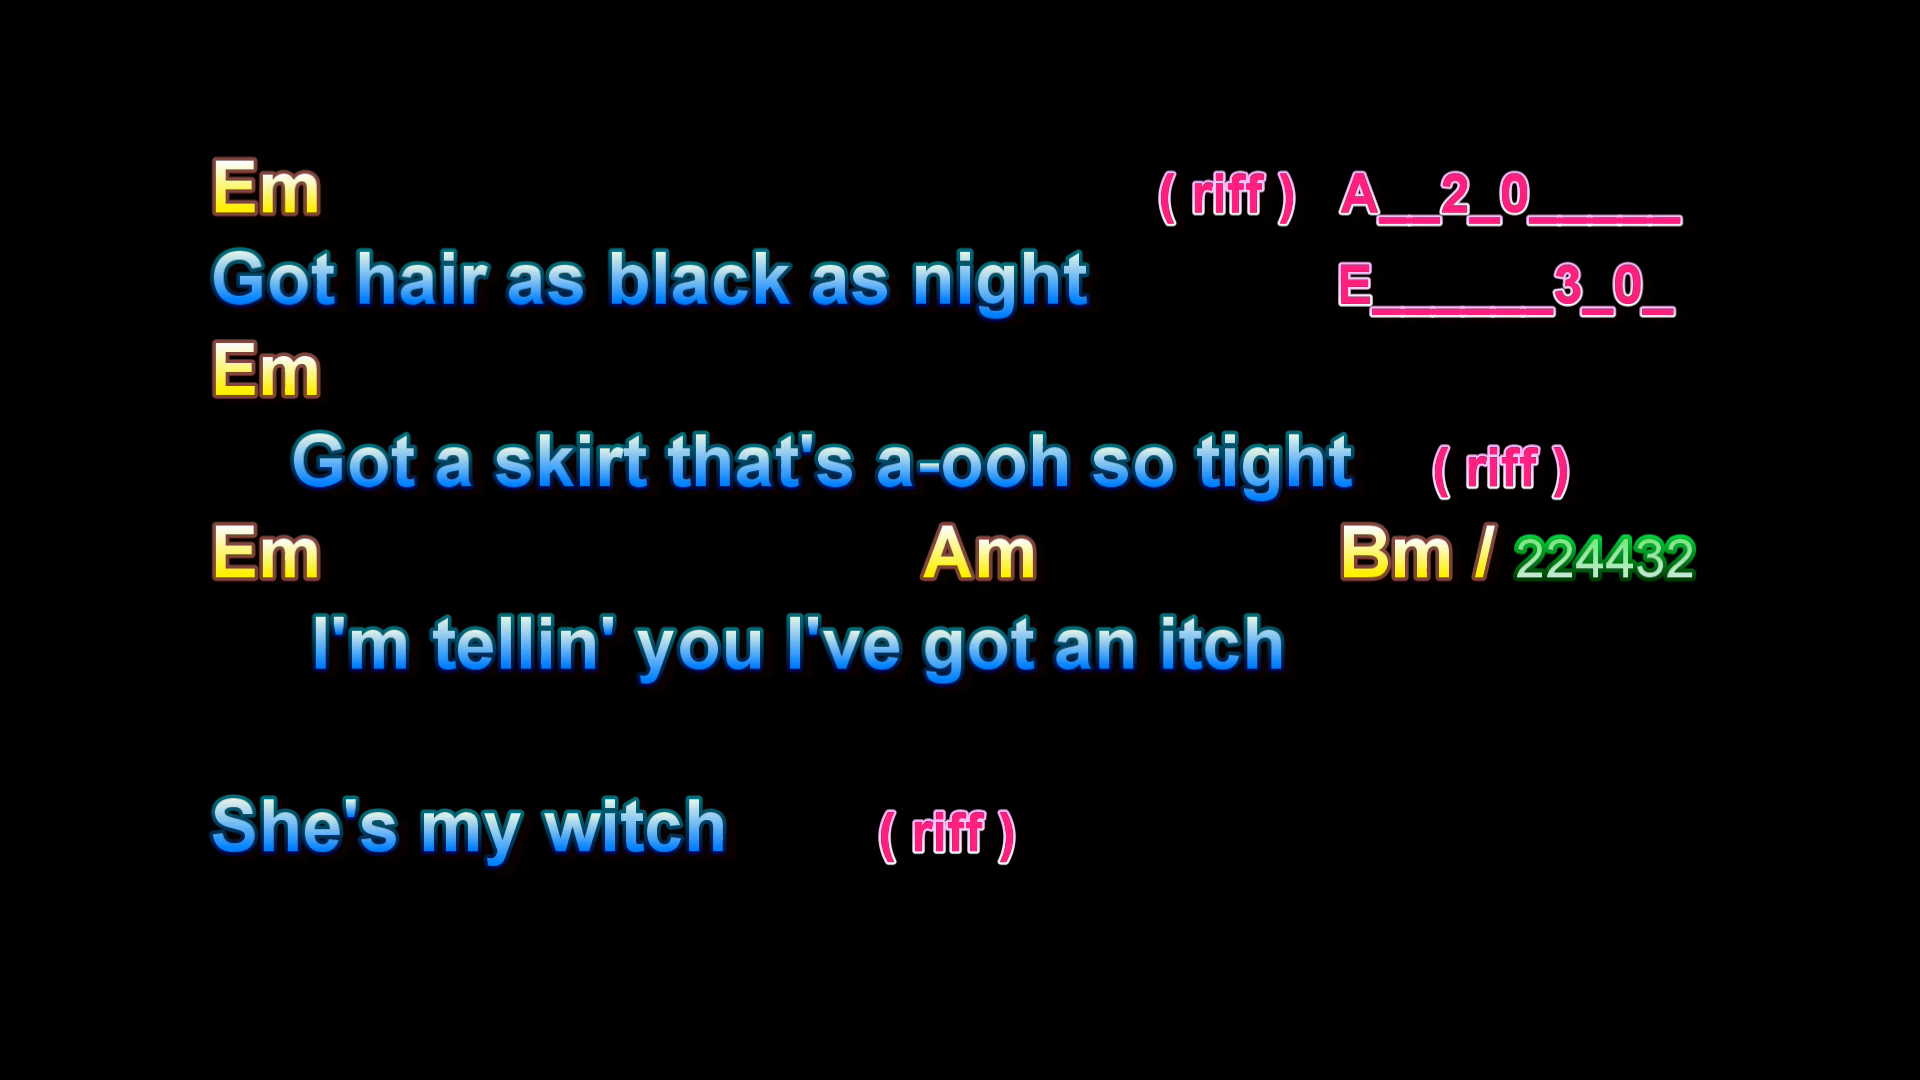 Em ( riff ) A__2_0_____
Got hair as black as night E______3_0_
Em
Got a skirt that's a-ooh so tight ( riff )
Em Am Bm / 224432
I'm tellin' you I've got an itch
She's my witch ( riff )